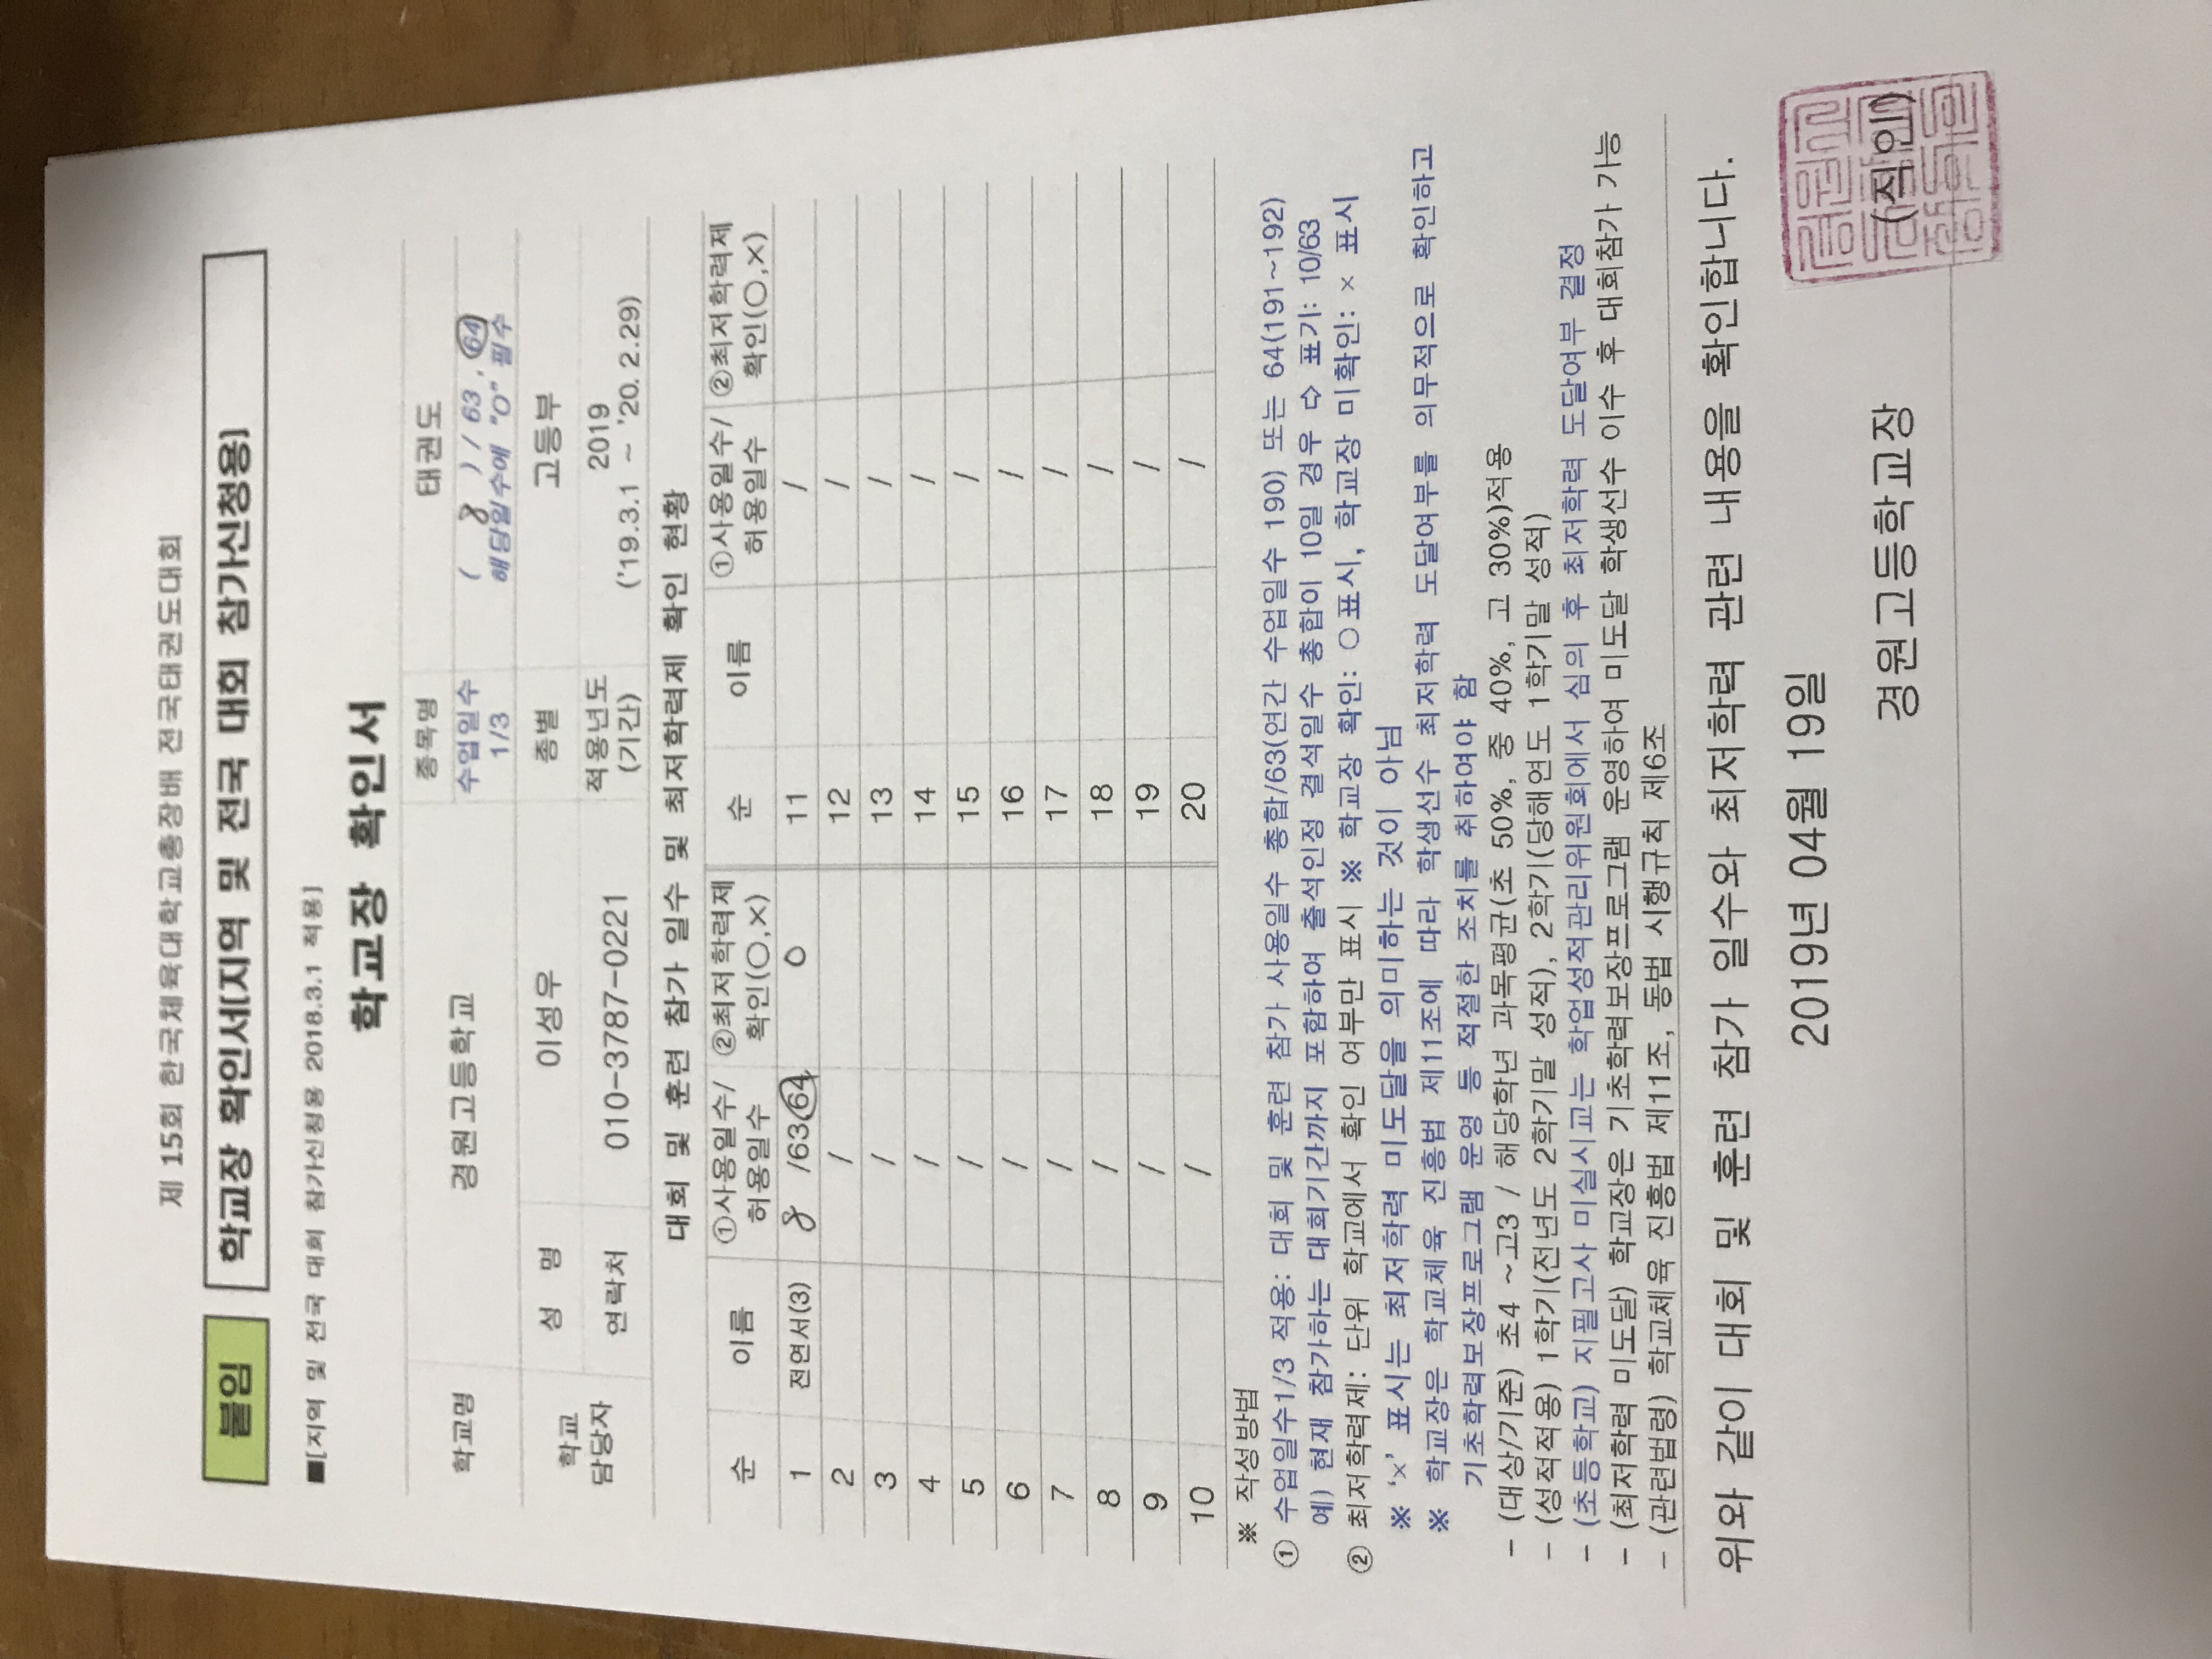 제 15회 한국체육대학교총장배 전국태권도대회
붙임 학교장 확인서[지역 및 전국 대회 참가신청용]
■[지역 및 전국 대회 참가신청용 2018.3.1 적용]
학교장 확인서
학교명 경원고등학교 종목명 태권도
수업일수 1/3 ( 8 ) / 63 , 64
해당일수에 "O" 필수
학교 담당자 성 명 이성우 종별 고등부
연락처 010-3787-0221 적용년도 (기간) 2019
('19.3.1 ~ '20. 2.29)
대회 및 훈련 참가 일수 및 최저학력제 확인 현황
순 이름 ①사용일수/ 허용일수 ②최저학력제 확인(○,×) 순 이름 ①사용일수/ 허용일수 ②최저학력제 확인(○,×)
1 전연서(3) 8 /63 64 ○ 11 /
2 / 12 /
3 / 13 /
4 / 14 /
5 / 15 /
6 / 16 /
7 / 17 /
8 / 18 /
9 / 19 /
10 / 20 /
※ 작성방법
① 수업일수1/3 적용: 대회 및 훈련 참가 사용일수 총합/63(연간 수업일수 190) 또는 64(191~192)
예) 현재 참가하는 대회기간까지 포함하여 출석인정 결석일수 총합이 10일 경우 ⇨ 표기: 10/63
② 최저학력제: 단위 학교에서 확인 여부만 표시 ※ 학교장 확인: ○표시, 학교장 미확인: × 표시
※ '×' 표시는 최저학력 미도달을 의미하는 것이 아님
※ 학교장은 학교체육 진흥법 제11조에 따라 학생선수 최저학력 도달여부를 의무적으로 확인하고
기초학력보장프로그램 운영 등 적절한 조치를 취하여야 함
- (대상/기준) 초4 ~고3 / 해당학년 과목평균(초 50%, 중 40%, 고 30%)적용
- (성적적용) 1학기(전년도 2학기말 성적), 2학기(당해연도 1학기말 성적)
- (초등학교) 지필고사 미실시교는 학업성적관리위원회에서 심의 후 최저학력 도달여부 결정
- (최저학력 미도달) 학교장은 기초학력보장프로그램 운영하여 미도달 학생선수 이수 후 대회참가 가능
- (관련법령) 학교체육 진흥법 제11조, 동법 시행규칙 제6조
위와 같이 대회 및 훈련 참가 일수와 최저학력 관련 내용을 확인합니다.
2019년 04월 19일
경원고등학교장 (직인)